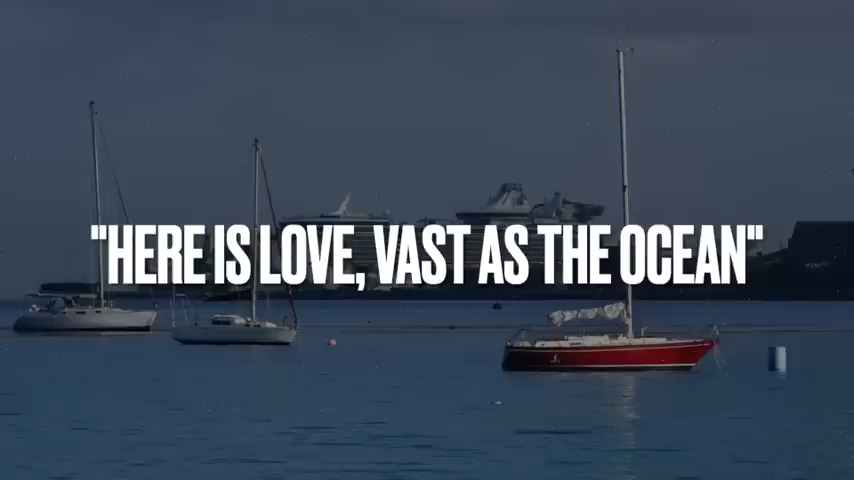 "HERE IS LOVE, VAST AS THE OCEAN"